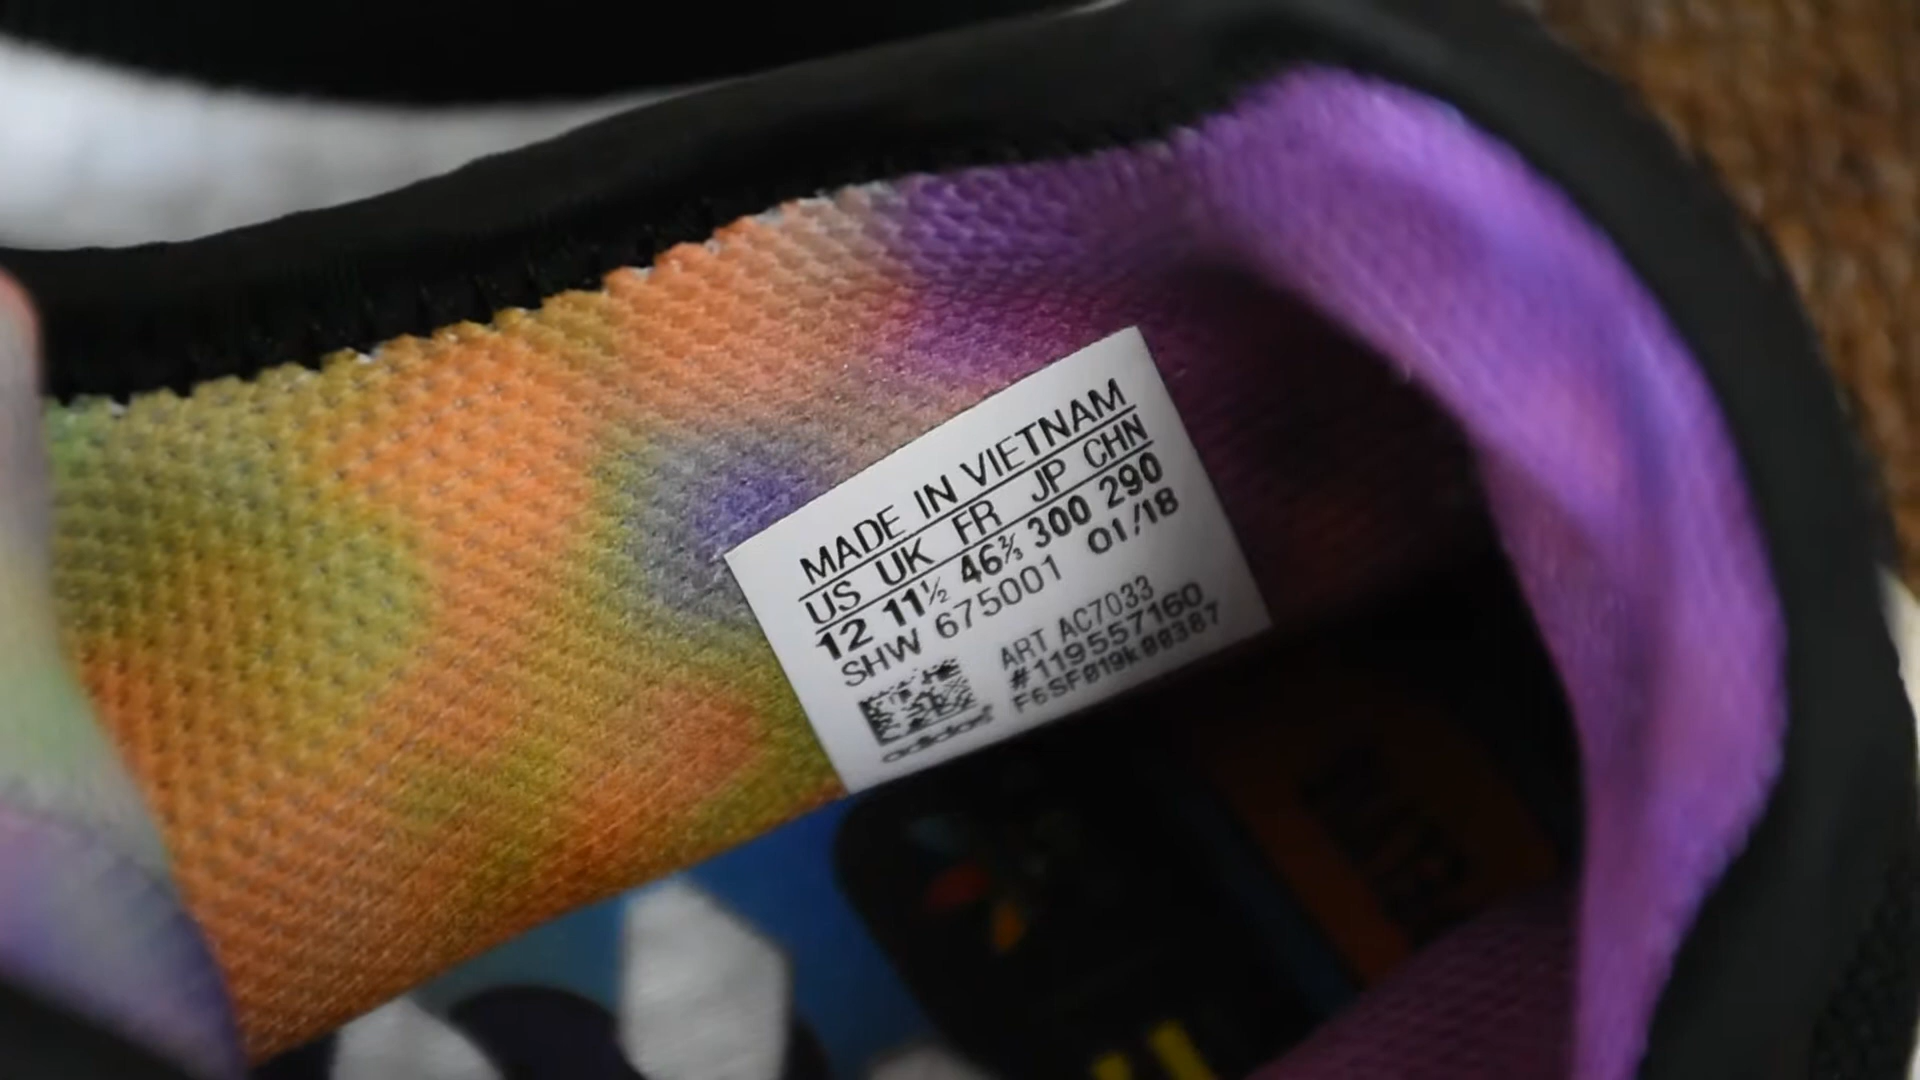 MADE IN VIETNAM
US UK FR JP CHN
12 11½ 46⅔ 300 290
SHW 675001 01/18
ART AC7033
#119557160
F6SF019k00387
adidas